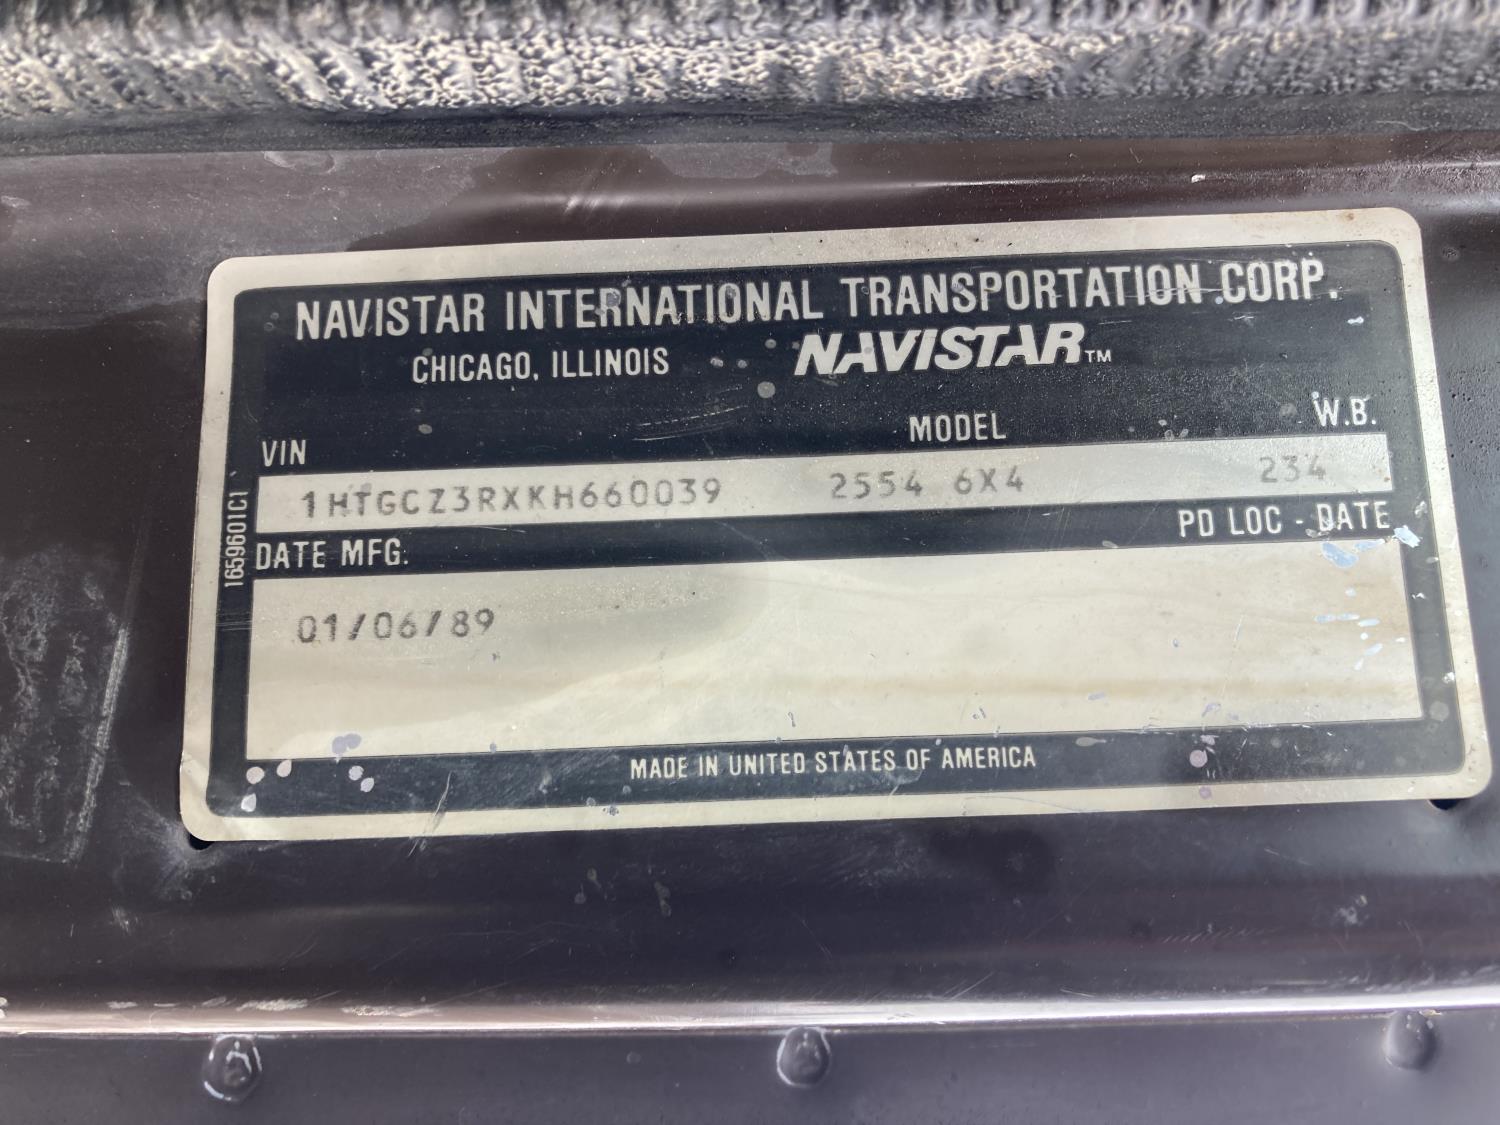 NAVISTAR INTERNATIONAL TRANSPORTATION CORP.
CHICAGO, ILLINOIS NAVISTAR™
VIN MODEL W.B.
1HTGCZ3RXKH660039 2554 6X4 234
DATE MFG. PD LOC - DATE
01/06/89
MADE IN UNITED STATES OF AMERICA
1659601C1